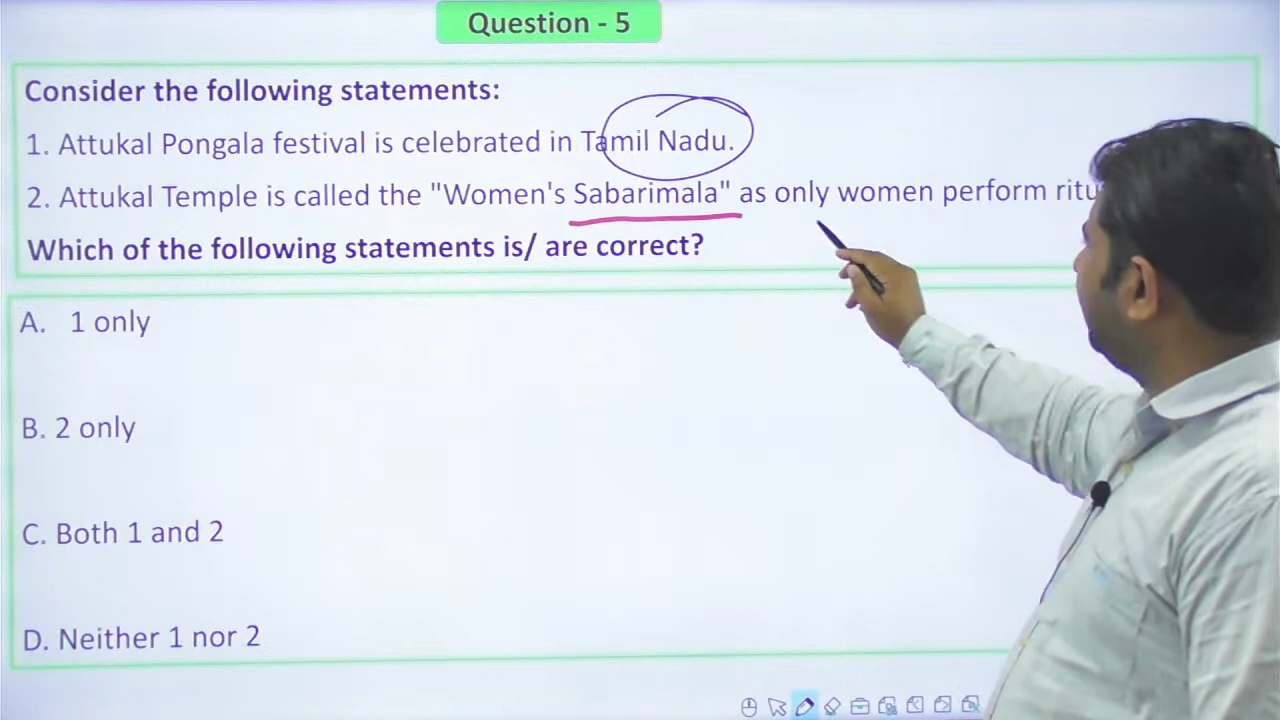 Question - 5
Consider the following statements:
1. Attukal Pongala festival is celebrated in Tamil Nadu.
2. Attukal Temple is called the "Women's Sabarimala" as only women perform
Which of the following statements is/ are correct?
A. 1 only
B. 2 only
C. Both 1 and 2
D. Neither 1 nor 2